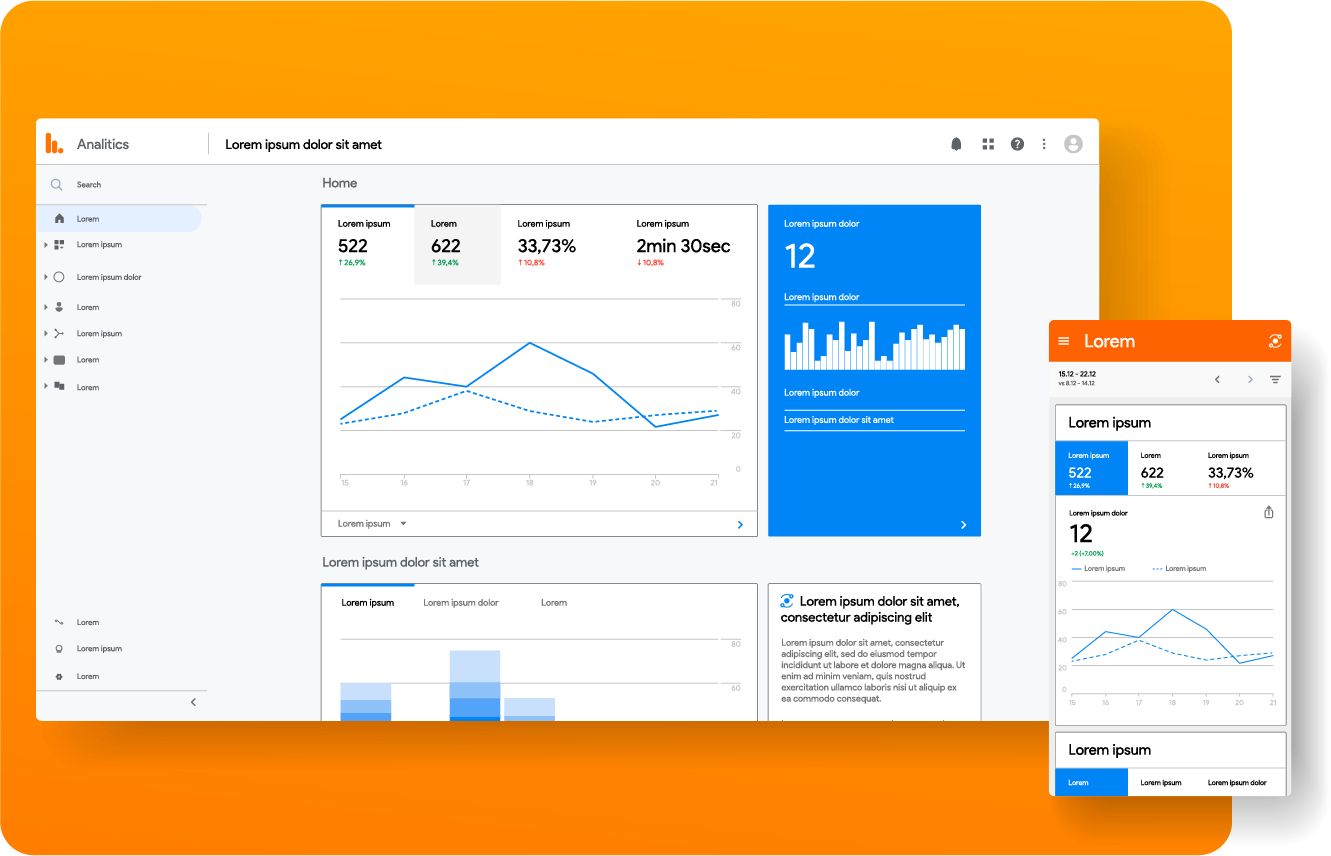 Analitics
Lorem ipsum dolor sit amet
Search
Lorem
Lorem ipsum
Lorem ipsum dolor
Lorem
Lorem ipsum
Lorem
Lorem
Lorem
Lorem ipsum
Lorem
Home
Lorem ipsum
522
↑26,9%
Lorem
622
↑39,4%
Lorem ipsum
33,73%
↑10,8%
Lorem ipsum
2min 30sec
↓10,8%
80
60
40
20
0
15 16 17 18 19 20 21
Lorem ipsum
Lorem ipsum dolor
12
Lorem ipsum dolor
Lorem ipsum dolor
Lorem ipsum dolor sit amet
Lorem ipsum dolor sit amet
Lorem ipsum
Lorem ipsum dolor
Lorem
80
60
Lorem ipsum dolor sit amet,
consectetur adipiscing elit
Lorem ipsum dolor sit amet, consectetur
adipiscing elit, sed do eiusmod tempor
incididunt ut labore et dolore magna aliqua. Ut
enim ad minim veniam, quis nostrud
exercitation ullamco laboris nisi ut aliquip ex
ea commodo consequat.
Lorem
15.12 - 22.12
vs 8.12 - 14.12
Lorem ipsum
Lorem ipsum
522
↑26,9%
Lorem
622
↑39,4%
Lorem ipsum
33,73%
↑10,8%
Lorem ipsum dolor
12
+2 (+7,00%)
Lorem ipsum
Lorem ipsum
80
60
40
20
0
15 16 17 18 19 20 21
Lorem ipsum
Lorem
Lorem ipsum
Lorem ipsum dolor